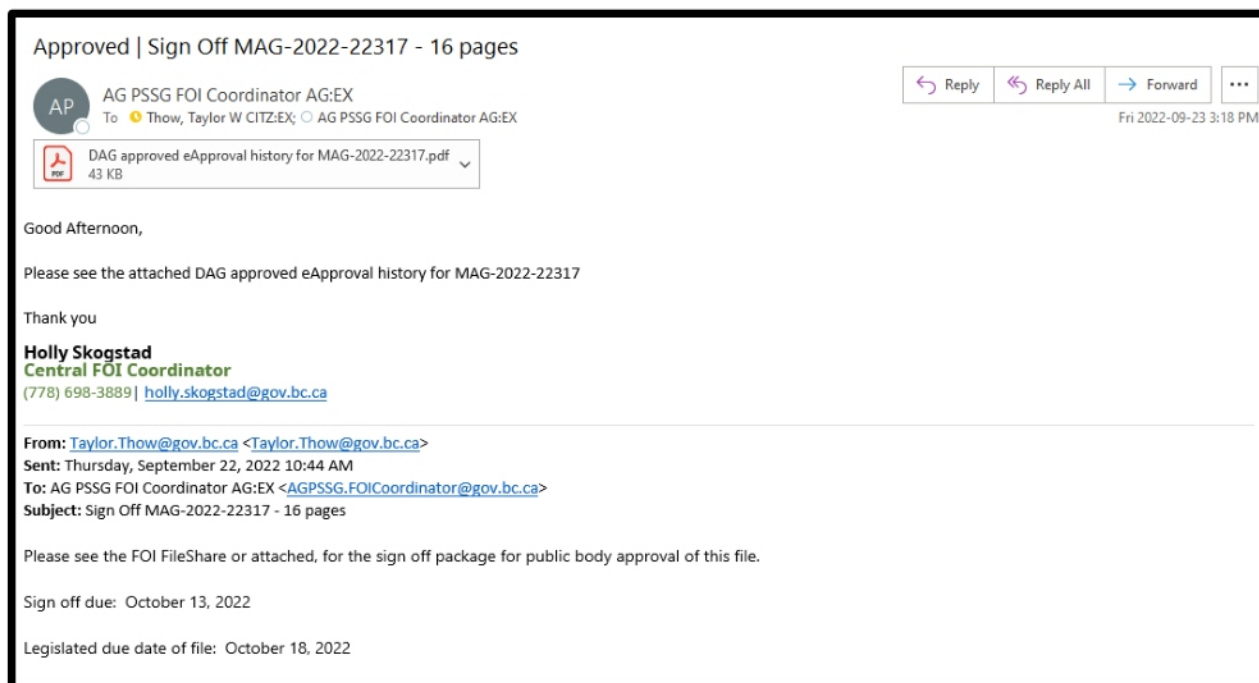 Approved | Sign Off MAG-2022-22317 - 16 pages
AP
AG PSSG FOI Coordinator AG:EX
To Thow, Taylor W CITZ:EX; AG PSSG FOI Coordinator AG:EX
Reply
Reply All
Forward
...
Fri 2022-09-23 3:18 PM
PDF
DAG approved eApproval history for MAG-2022-22317.pdf
43 KB
Good Afternoon,
Please see the attached DAG approved eApproval history for MAG-2022-22317
Thank you
Holly Skogstad
Central FOI Coordinator
(778) 698-3889| holly.skogstad@gov.bc.ca
From: Taylor.Thow@gov.bc.ca <Taylor.Thow@gov.bc.ca>
Sent: Thursday, September 22, 2022 10:44 AM
To: AG PSSG FOI Coordinator AG:EX <AGPSSG.FOICoordinator@gov.bc.ca>
Subject: Sign Off MAG-2022-22317 - 16 pages
Please see the FOI FileShare or attached, for the sign off package for public body approval of this file.
Sign off due: October 13, 2022
Legislated due date of file: October 18, 2022